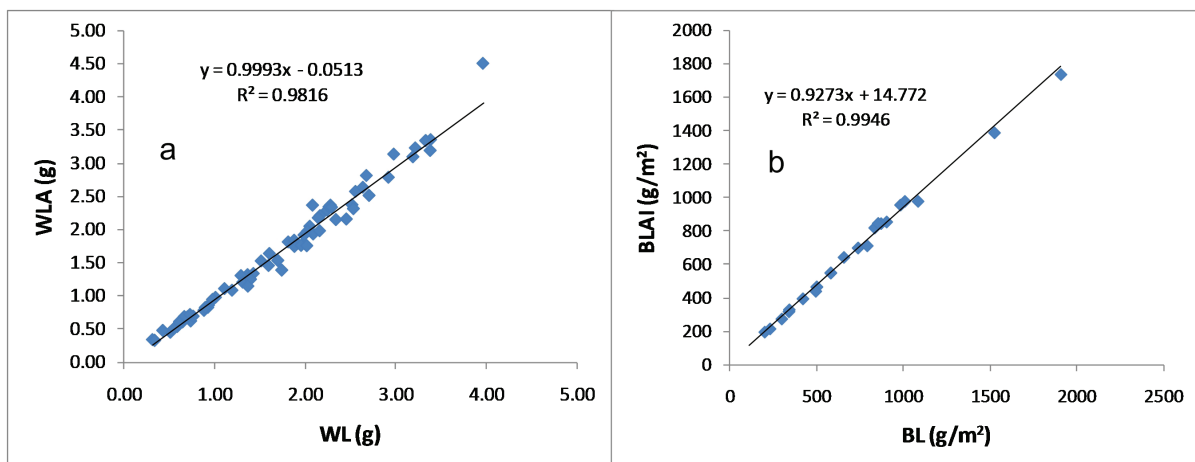 5.00
4.50
4.00
3.50
3.00
2.50
2.00
1.50
1.00
0.50
0.00
WLA (g)
y = 0.9993x - 0.0513
R² = 0.9816
a
0.00 1.00 2.00 3.00 4.00 5.00
WL (g)
2000
1800
1600
1400
1200
1000
800
600
400
200
0
BLAI (g/m²)
y = 0.9273x + 14.772
R² = 0.9946
b
0 500 1000 1500 2000 2500
BL (g/m²)